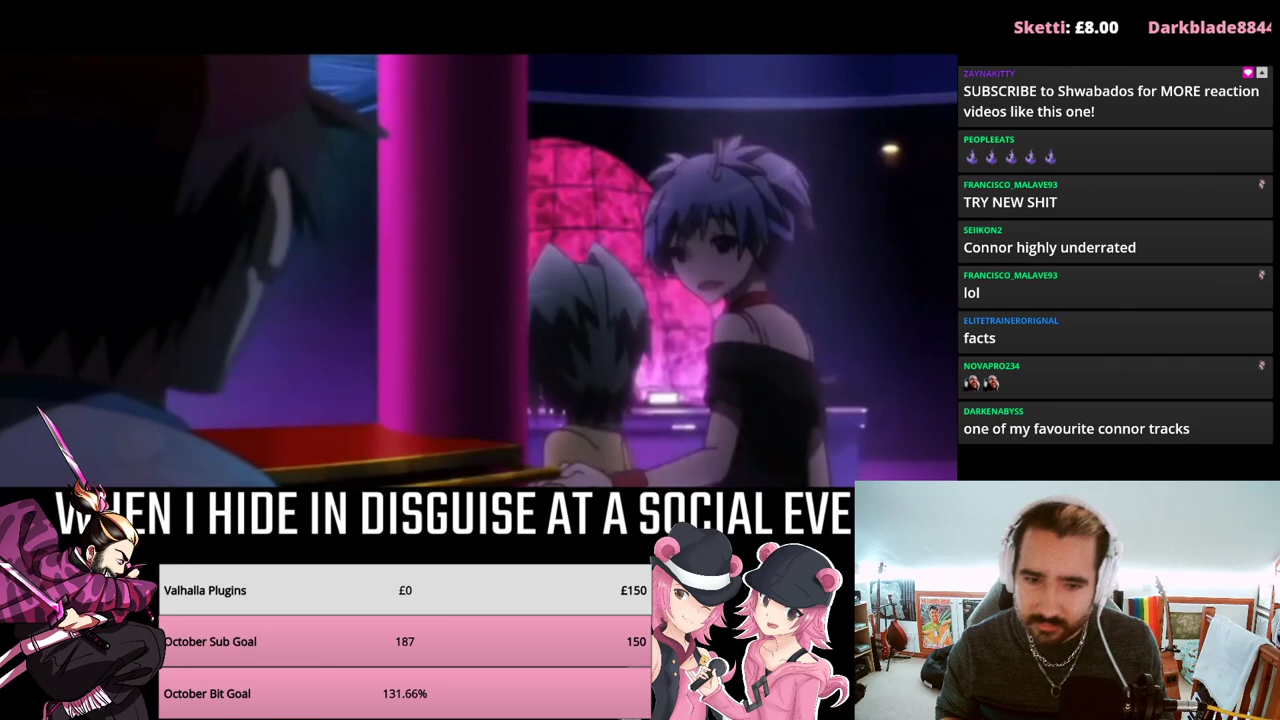 Sketti: £8.00 Darkblade8844
ZAYNAKITTY
SUBSCRIBE to Shwabados for MORE reaction
videos like this one!
PEOPLEEATS
FRANCISCO_MALAVE93
TRY NEW SHIT
SEIIKON2
Connor highly underrated
FRANCISCO_MALAVE93
lol
ELITETRAINERORIGNAL
facts
NOVAPRO234
DARKENABYSS
one of my favourite connor tracks
WHEN I HIDE IN DISGUISE AT A SOCIAL EVE
Valhalla Plugins £0 £150
October Sub Goal 187 150
October Bit Goal 131.66%